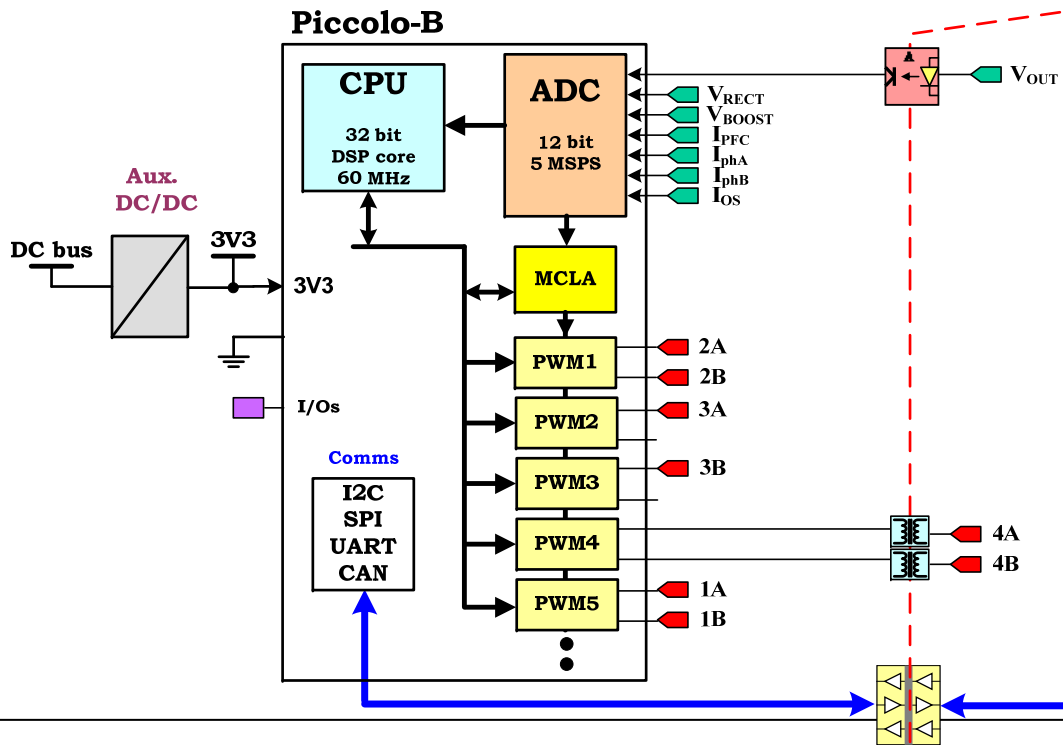 Piccolo-B
CPU
32 bit
DSP core
60 MHz
ADC
12 bit
5 MSPS
VOUT
VRECT
VBOOST
IPFC
IphA
IphB
IOS
Aux.
DC/DC
DC bus
3V3
3V3
MCLA
PWM1
2A
2B
I/Os
PWM2
3A
Comms
PWM3
3B
I2C
SPI
UART
CAN
PWM4
4A
4B
PWM5
1A
1B